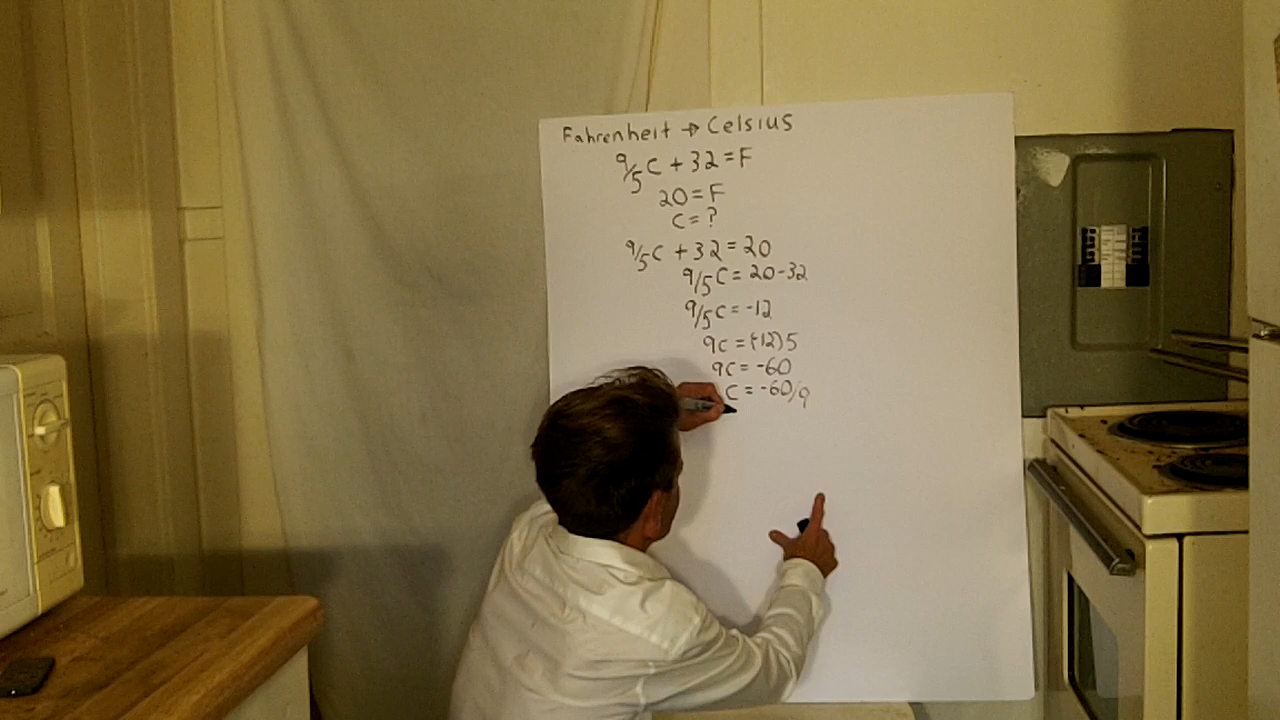 Fahrenheit → Celsius
9/5C + 32 = F
20 = F
C = ?
9/5C + 32 = 20
9/5C = 20-32
9/5C = -12
9C = (-12)5
9C = -60
C = -60/9